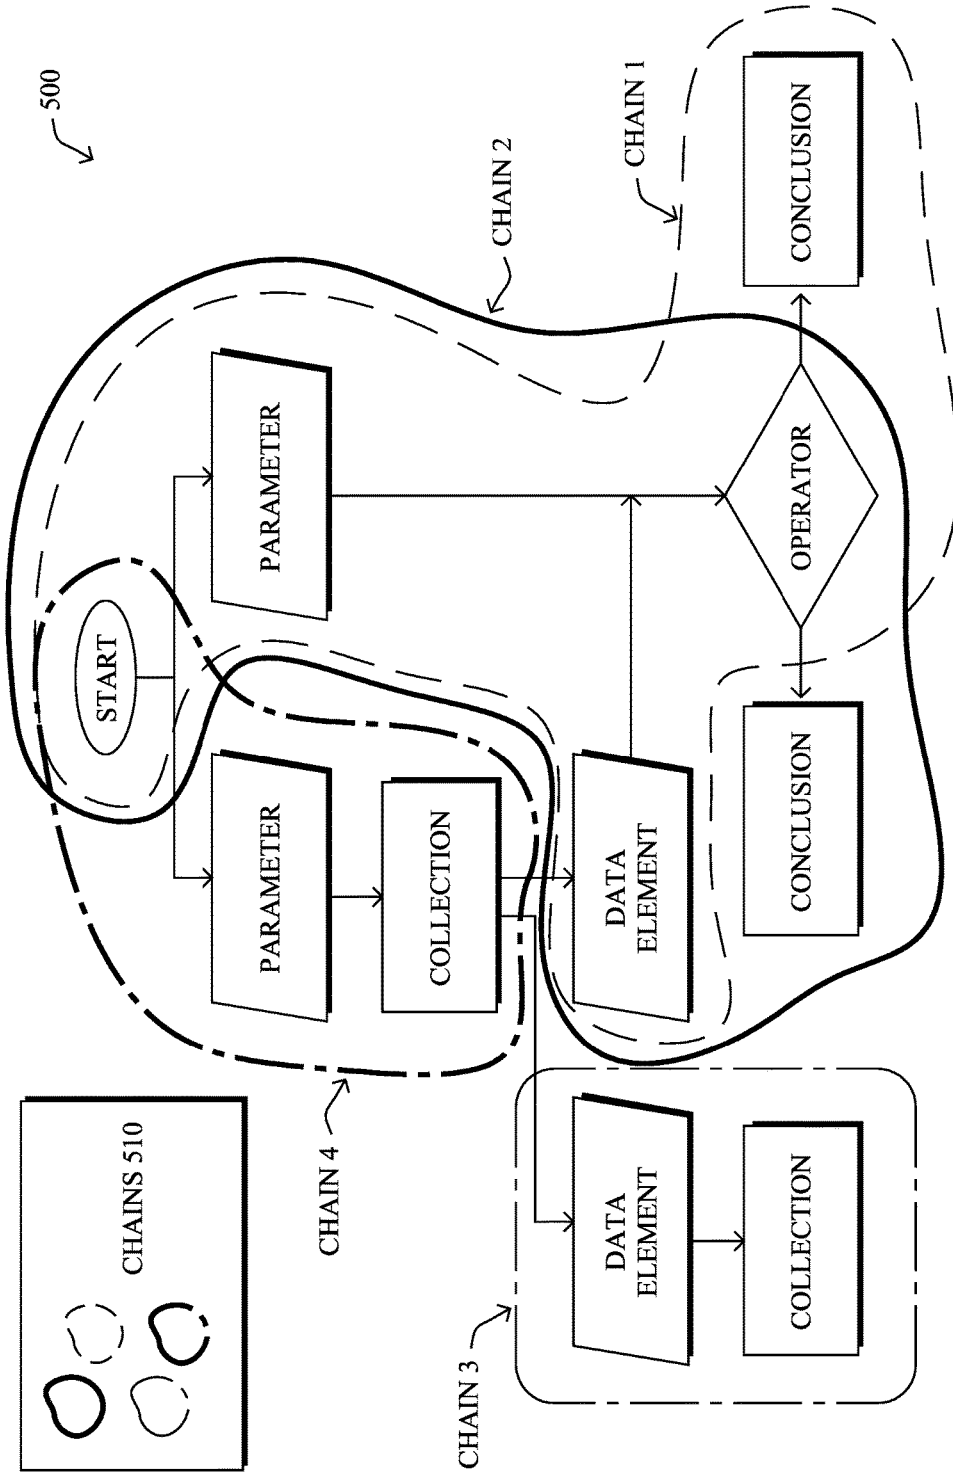 500
CHAINS 510
START
PARAMETER
PARAMETER
CHAIN 4
COLLECTION
CHAIN 3
CHAIN 2
DATA
ELEMENT
DATA
ELEMENT
CHAIN 1
COLLECTION
CONCLUSION
OPERATOR
CONCLUSION